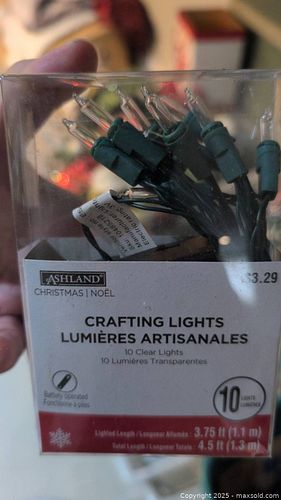 ASHLAND
$3.29
CHRISTMAS | NOËL
CRAFTING LIGHTS
LUMIÈRES ARTISANALES
10 Clear Lights
10 Lumières Transparentes
Battery operated
Fonctionne à piles
10 LIGHTS
LUMIÈRES
Lighted Length / Longueur Allumée : 3.75 ft (1.1 m)
Total Length / Longueur Totale : 4.5 ft (1.3 m)
Copyright 2025 - maxsold.com